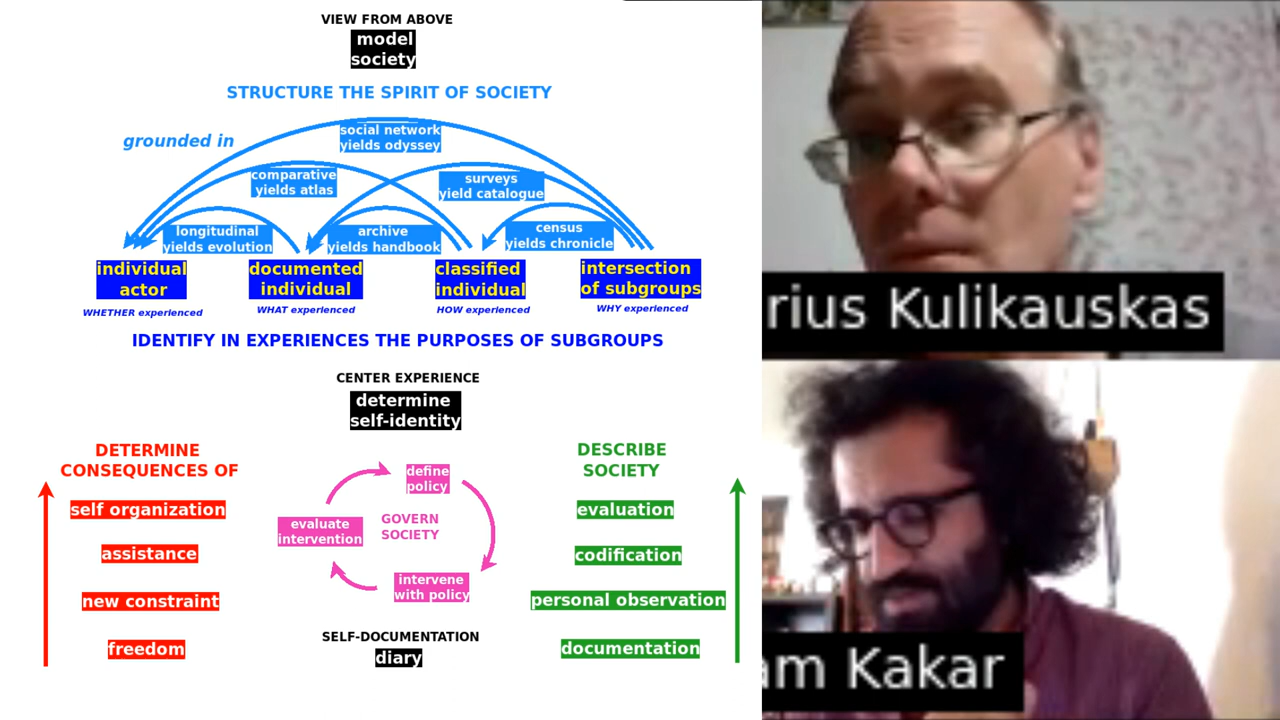 VIEW FROM ABOVE
model
society
STRUCTURE THE SPIRIT OF SOCIETY
grounded in
social network
yields odyssey
comparative
yields atlas
surveys
yield catalogue
longitudinal
yields evolution
archive
yields handbook
census
yields chronicle
individual
actor
documented
individual
classified
individual
intersection
of subgroups
WHETHER experienced
WHAT experienced
HOW experienced
WHY experienced
IDENTIFY IN EXPERIENCES THE PURPOSES OF SUBGROUPS
CENTER EXPERIENCE
determine
self-identity
DETERMINE
CONSEQUENCES OF
self organization
assistance
new constraint
freedom
define
policy
evaluate
intervention
GOVERN
SOCIETY
intervene
with policy
SELF-DOCUMENTATION
diary
DESCRIBE
SOCIETY
evaluation
codification
personal observation
documentation
rius Kulikauskas
am Kakar